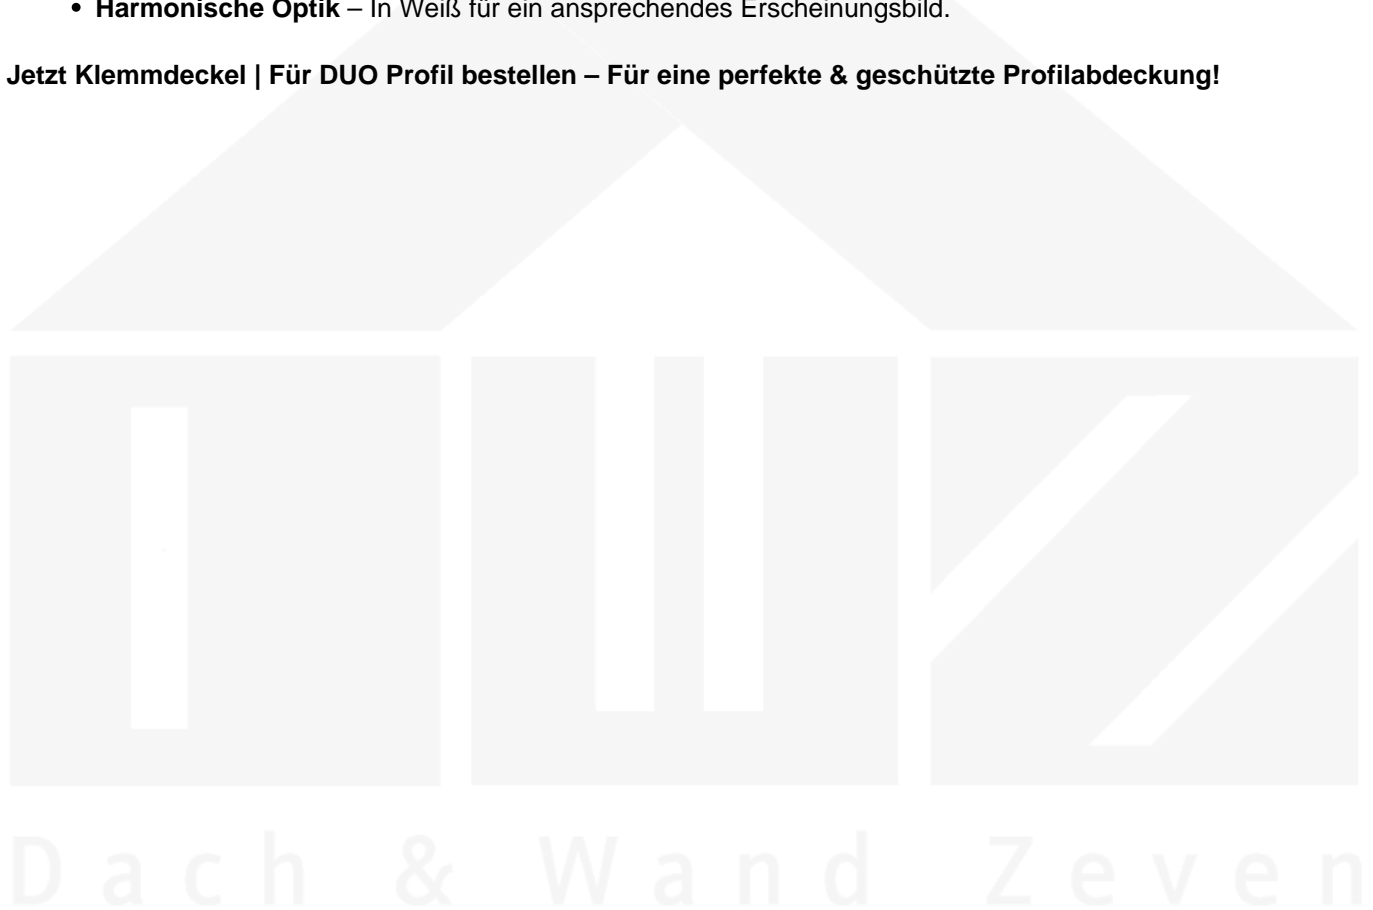 • Harmonische Optik – In Weiß für ein ansprechendes Erscheinungsbild.
Jetzt Klemmdeckel | Für DUO Profil bestellen – Für eine perfekte & geschützte Profilabdeckung!
Dach & Wand Zeven